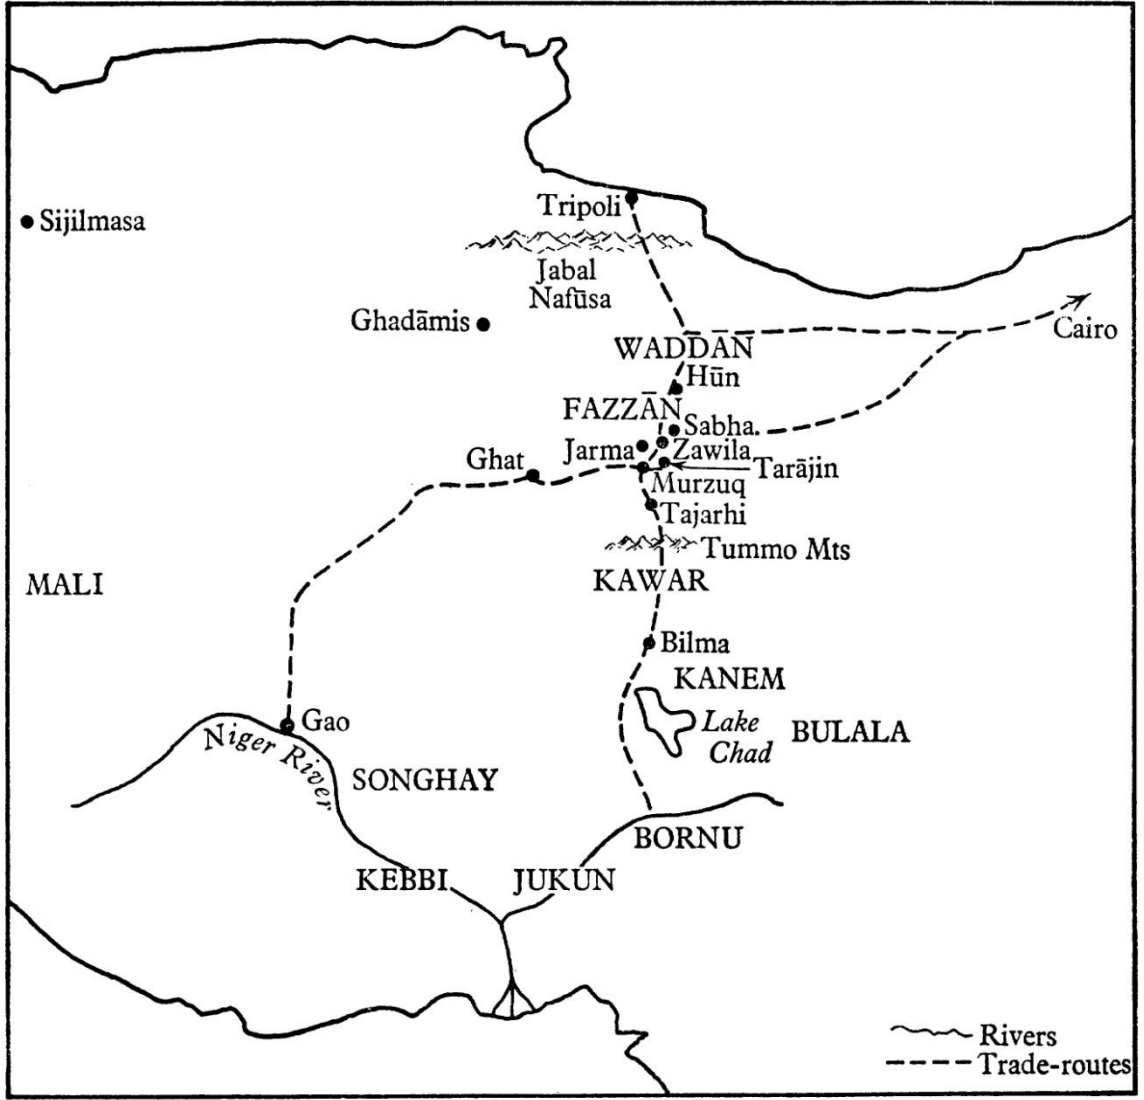 Tripoli
Sijilmasa
Jabal
Nafūsa
Ghadāmis
Cairo
WADDĀN
Hūn
FAZZĀN
Sabha
Jarma
Zawila
Ghat
Tarājin
Murzuq
Tajarhi
Tummo Mts
MALI
KAWAR
Bilma
KANEM
Gao
Lake
Chad
BULALA
Niger River
SONGHAY
BORNU
KEBBI
JUKUN
Rivers
Trade-routes